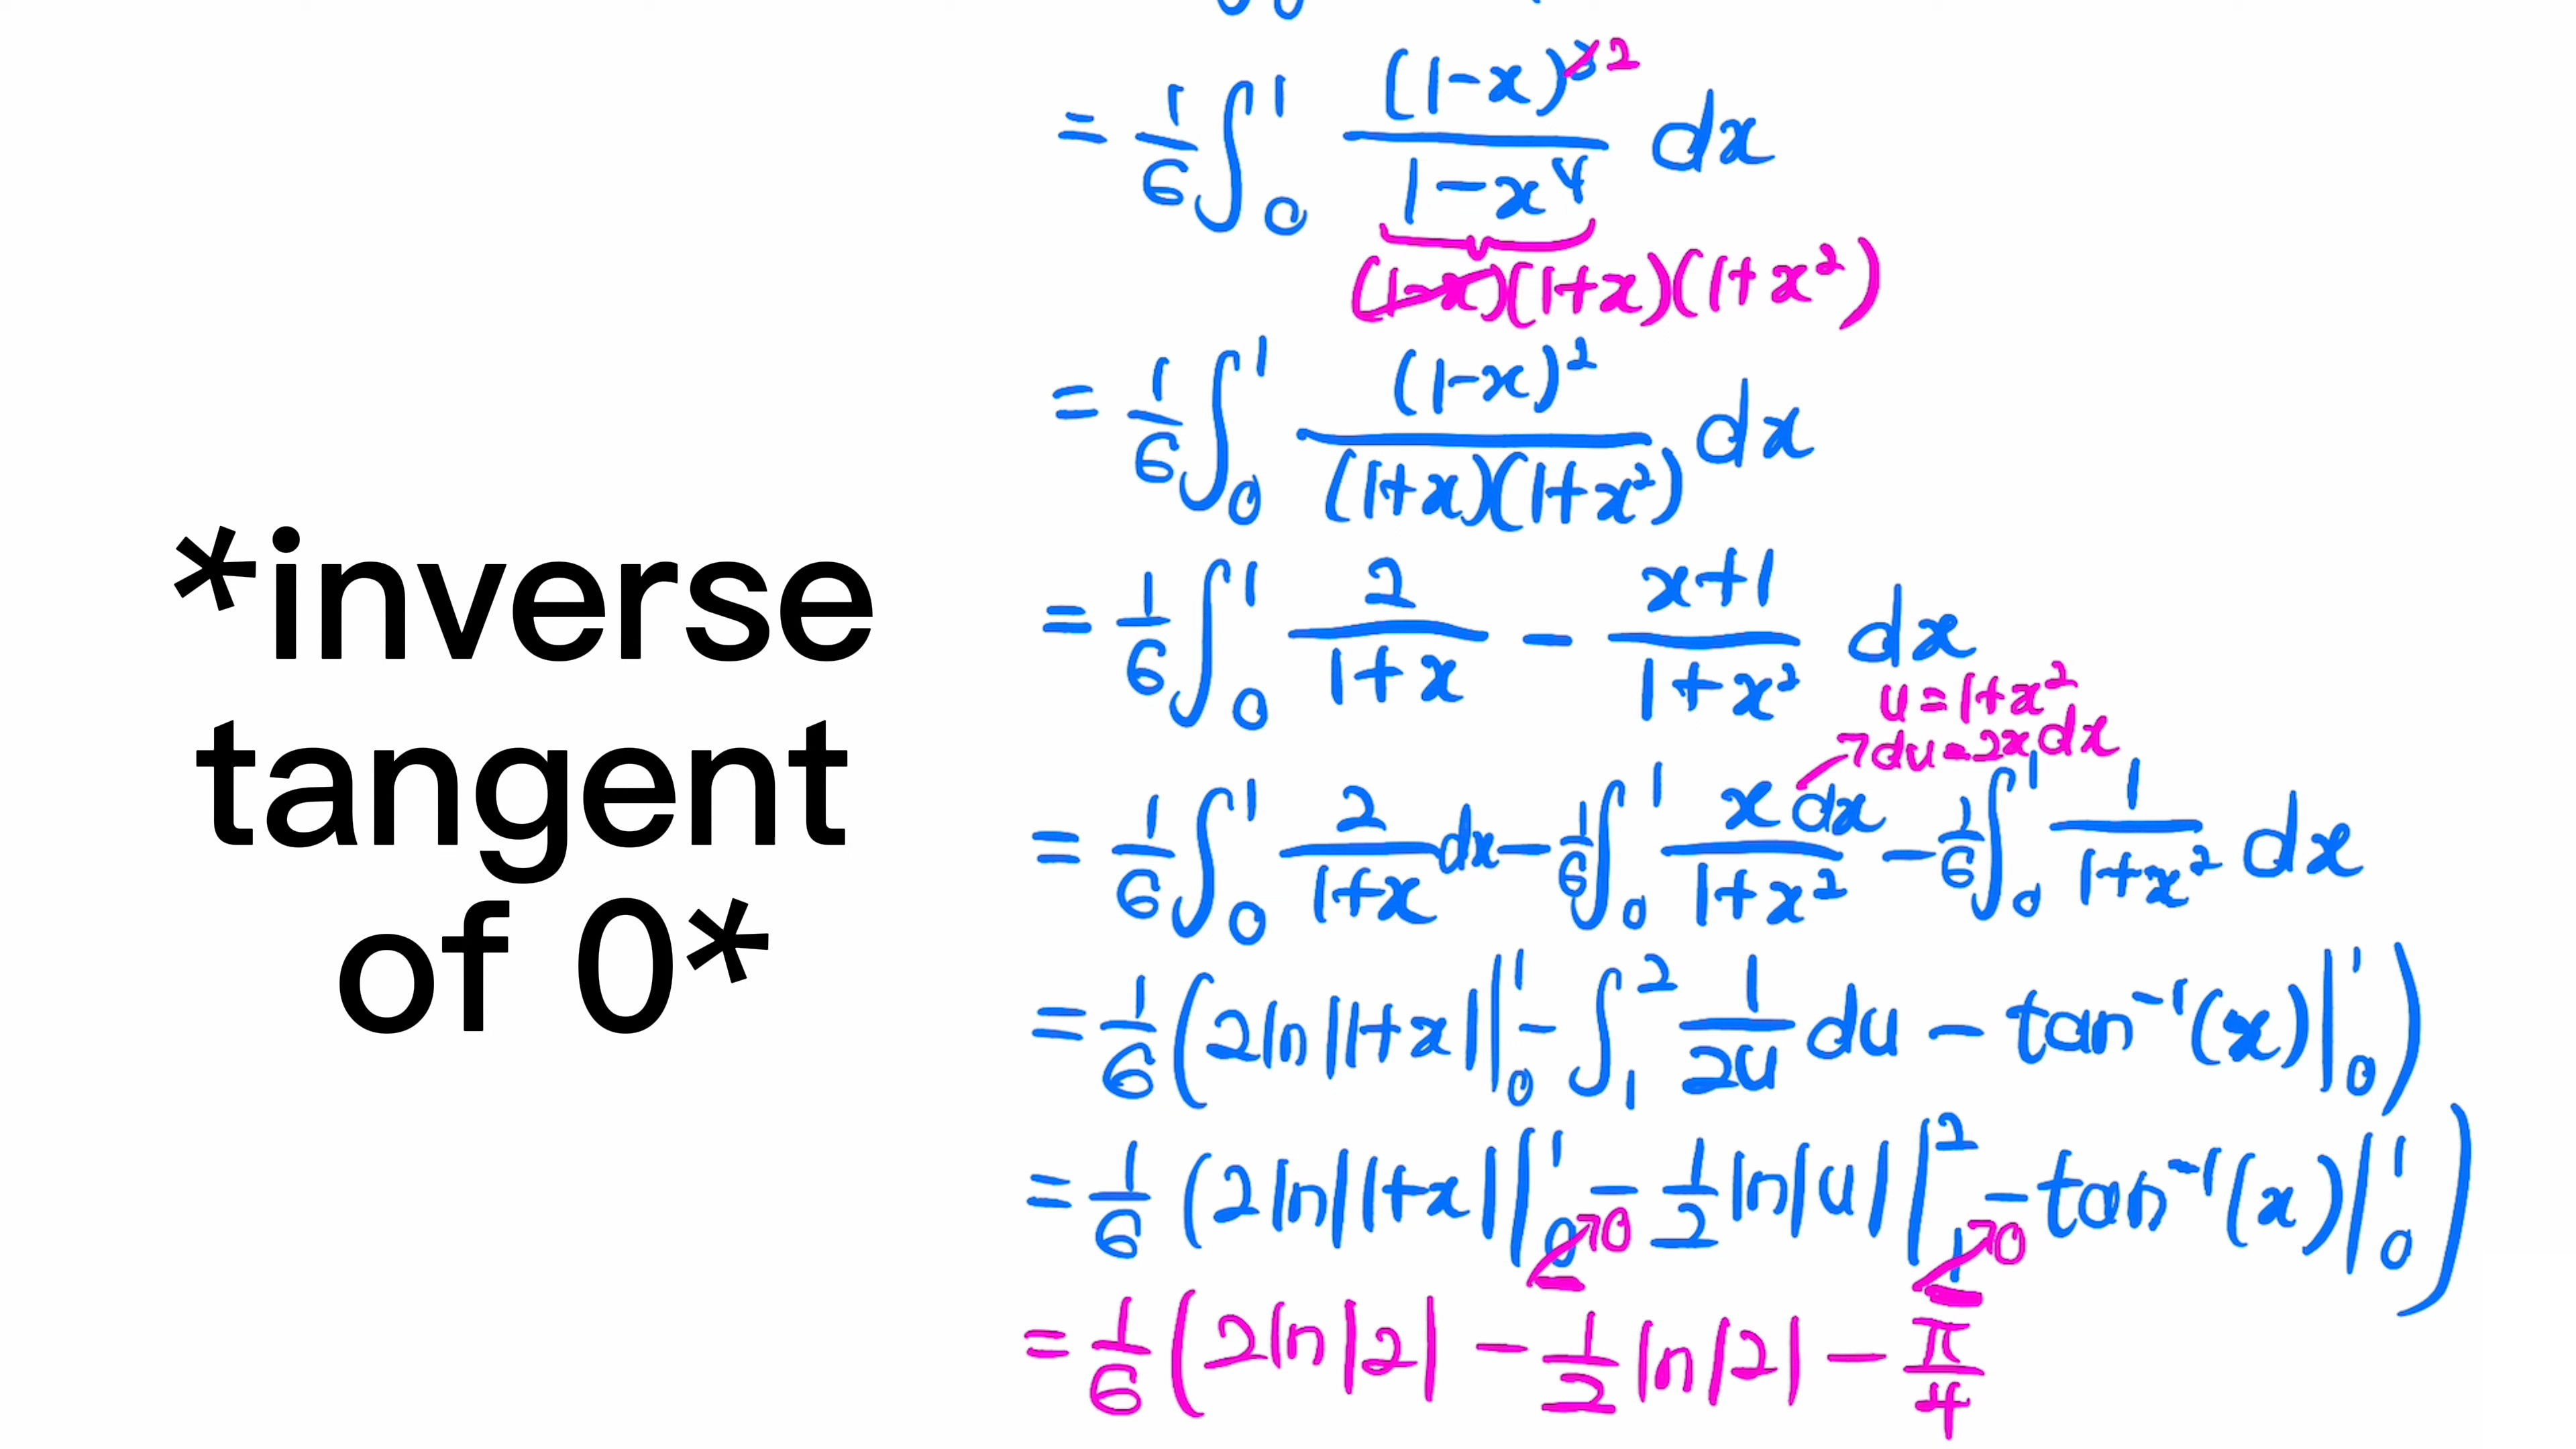 *inverse
tangent
of 0*
= 1/6 ∫₀¹ (1-x)³ 2 / 1-x⁴ dx
(1-x)(1+x)(1+x²)
= 1/6 ∫₀¹ (1-x)² / (1+x)(1+x²) dx
= 1/6 ∫₀¹ 2/1+x - x+1/1+x² dx
u=1+x²
du=2x dx
= 1/6 ∫₀¹ 2/1+x dx - 1/6 ∫₀¹ x dx/1+x² - 1/6 ∫₀¹ 1/1+x² dx
= 1/6 (2ln|1+x| |₀¹ - ∫₁² 1/2u du - tan⁻¹(x)|₀¹)
= 1/6 (2ln|1+x| |₀¹ - 1/2 ln|u| |₁² - tan⁻¹(x)|₀¹)
0 0
= 1/6 (2ln|2| - 1/2 ln|2| - π/4